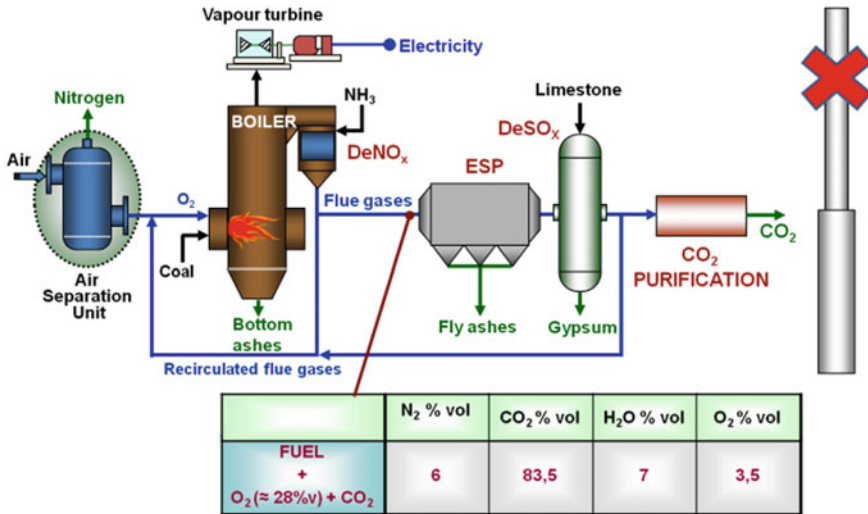 Vapour turbine
Electricity
Nitrogen
NH₃
Limestone
BOILER
DeNOₓ
DeSOₓ
ESP
Air
O₂
Flue gases
CO₂
Coal
CO₂
PURIFICATION
Air
Separation
Unit
Bottom
ashes
Fly ashes
Gypsum
Recirculated flue gases
N₂ % vol
CO₂ % vol
H₂O % vol
O₂ % vol
FUEL
+
O₂ (≈ 28%v) + CO₂
6
83,5
7
3,5